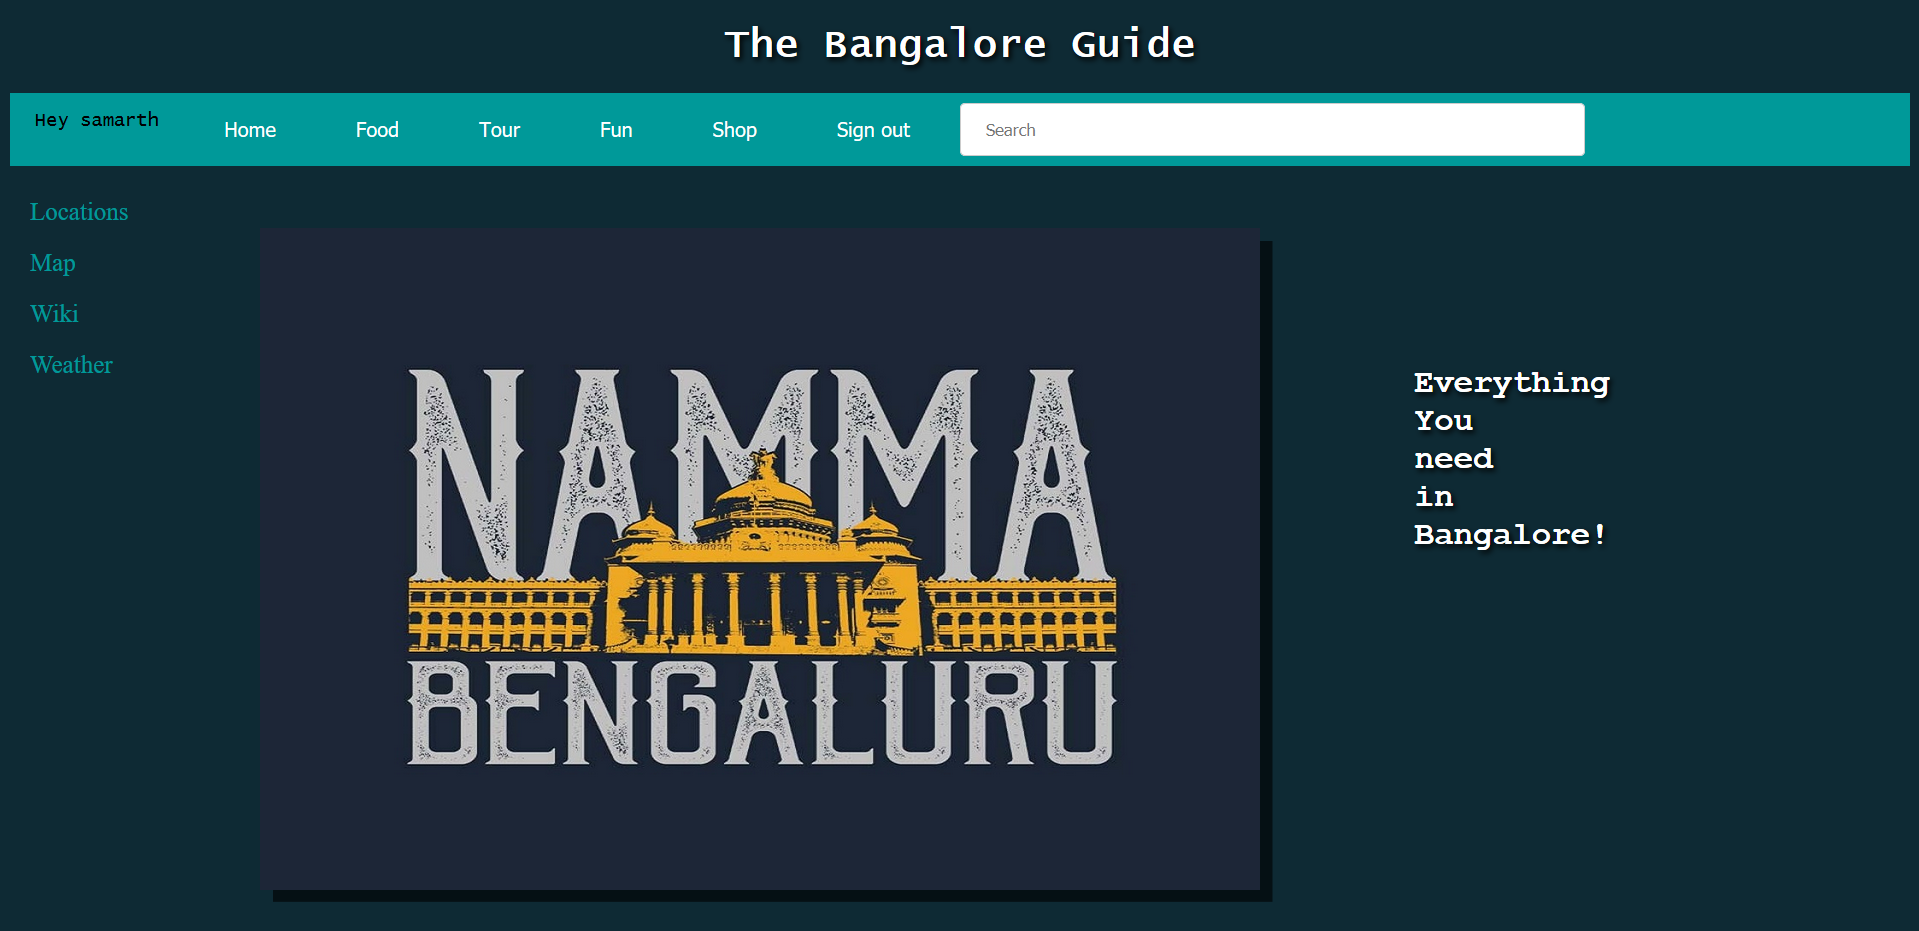 The Bangalore Guide
Hey samarth
Home Food Tour Fun Shop Sign out Search
Locations
Map
Wiki
Weather
NAMMA
BENGALURU
Everything
You
need
in
Bangalore!